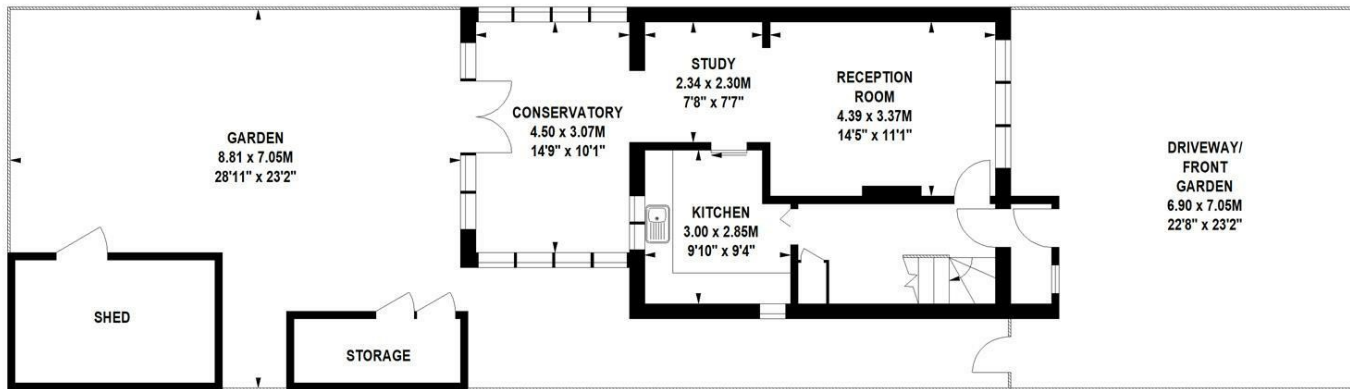 GARDEN
8.81 x 7.05M
28'11" x 23'2"
CONSERVATORY
4.50 x 3.07M
14'9" x 10'1"
STUDY
2.34 x 2.30M
7'8" x 7'7"
RECEPTION
ROOM
4.39 x 3.37M
14'5" x 11'1"
DRIVEWAY/
FRONT
GARDEN
6.90 x 7.05M
22'8" x 23'2"
KITCHEN
3.00 x 2.85M
9'10" x 9'4"
SHED
STORAGE